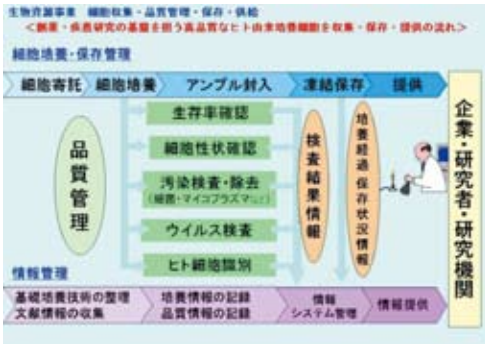 生物資源事業　細胞収集・品質管理・保存・供給
＜創薬・疾患研究の基盤を担う高品質なヒト由来培養細胞を収集・保存・提供の流れ＞
細胞培養・保存管理
細胞寄託
細胞培養
アンプル封入
凍結保存
提供
品質管理
生存率確認
細胞性状確認
汚染検査・除去
（細菌・マイコプラズマなど）
ウイルス検査
ヒト細胞識別
検査結果情報
培養経過 保存状況情報
企業・研究者・研究機関
情報管理
基礎培養技術の整理
文献情報の収集
培養情報の記録
品質情報の記録
情報
システム管理
情報提供